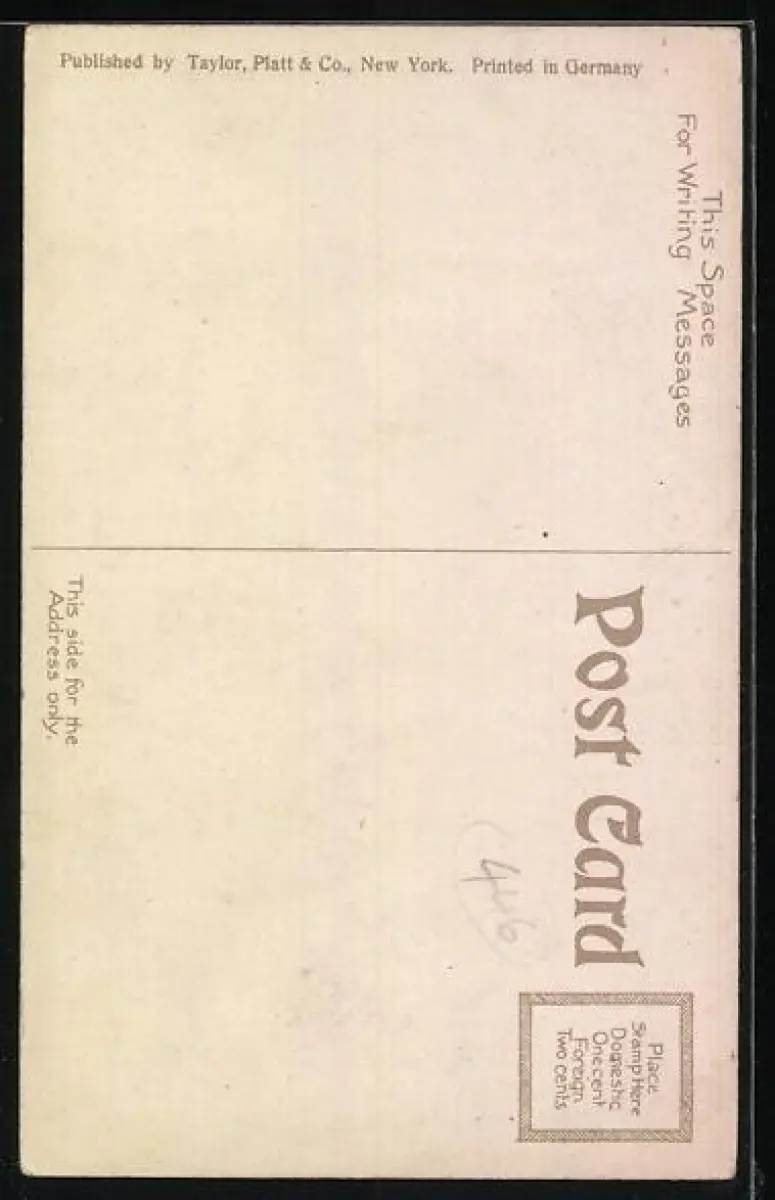 Published by Taylor, Platt & Co., New York. Printed in Germany
This Space
For Writing Messages
Post Card
Place
Stamp Here
Domestic
One cent
Foreign
Two cents
This side for the
Address only.
446